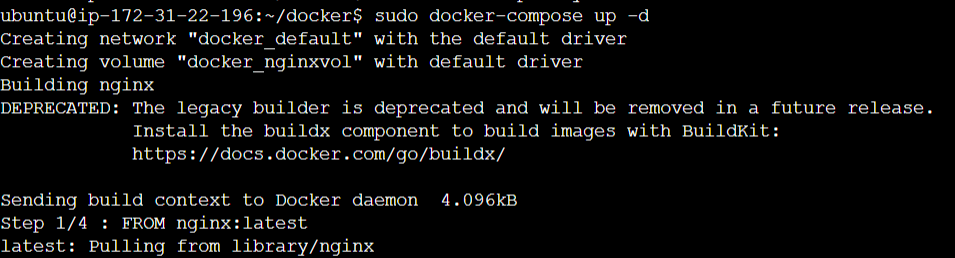 ubuntu@ip-172-31-22-196:~/docker$ sudo docker-compose up -d
Creating network "docker_default" with the default driver
Creating volume "docker_nginxvol" with default driver
Building nginx
DEPRECATED: The legacy builder is deprecated and will be removed in a future release.
            Install the buildx component to build images with BuildKit:
            https://docs.docker.com/go/buildx/

Sending build context to Docker daemon  4.096kB
Step 1/4 : FROM nginx:latest
latest: Pulling from library/nginx